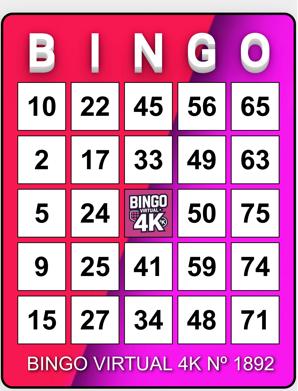 B I N G O
10 22 45 56 65
2 17 33 49 63
5 24 BINGO VIRTUAL 4K 50 75
9 25 41 59 74
15 27 34 48 71
BINGO VIRTUAL 4K Nº 1892